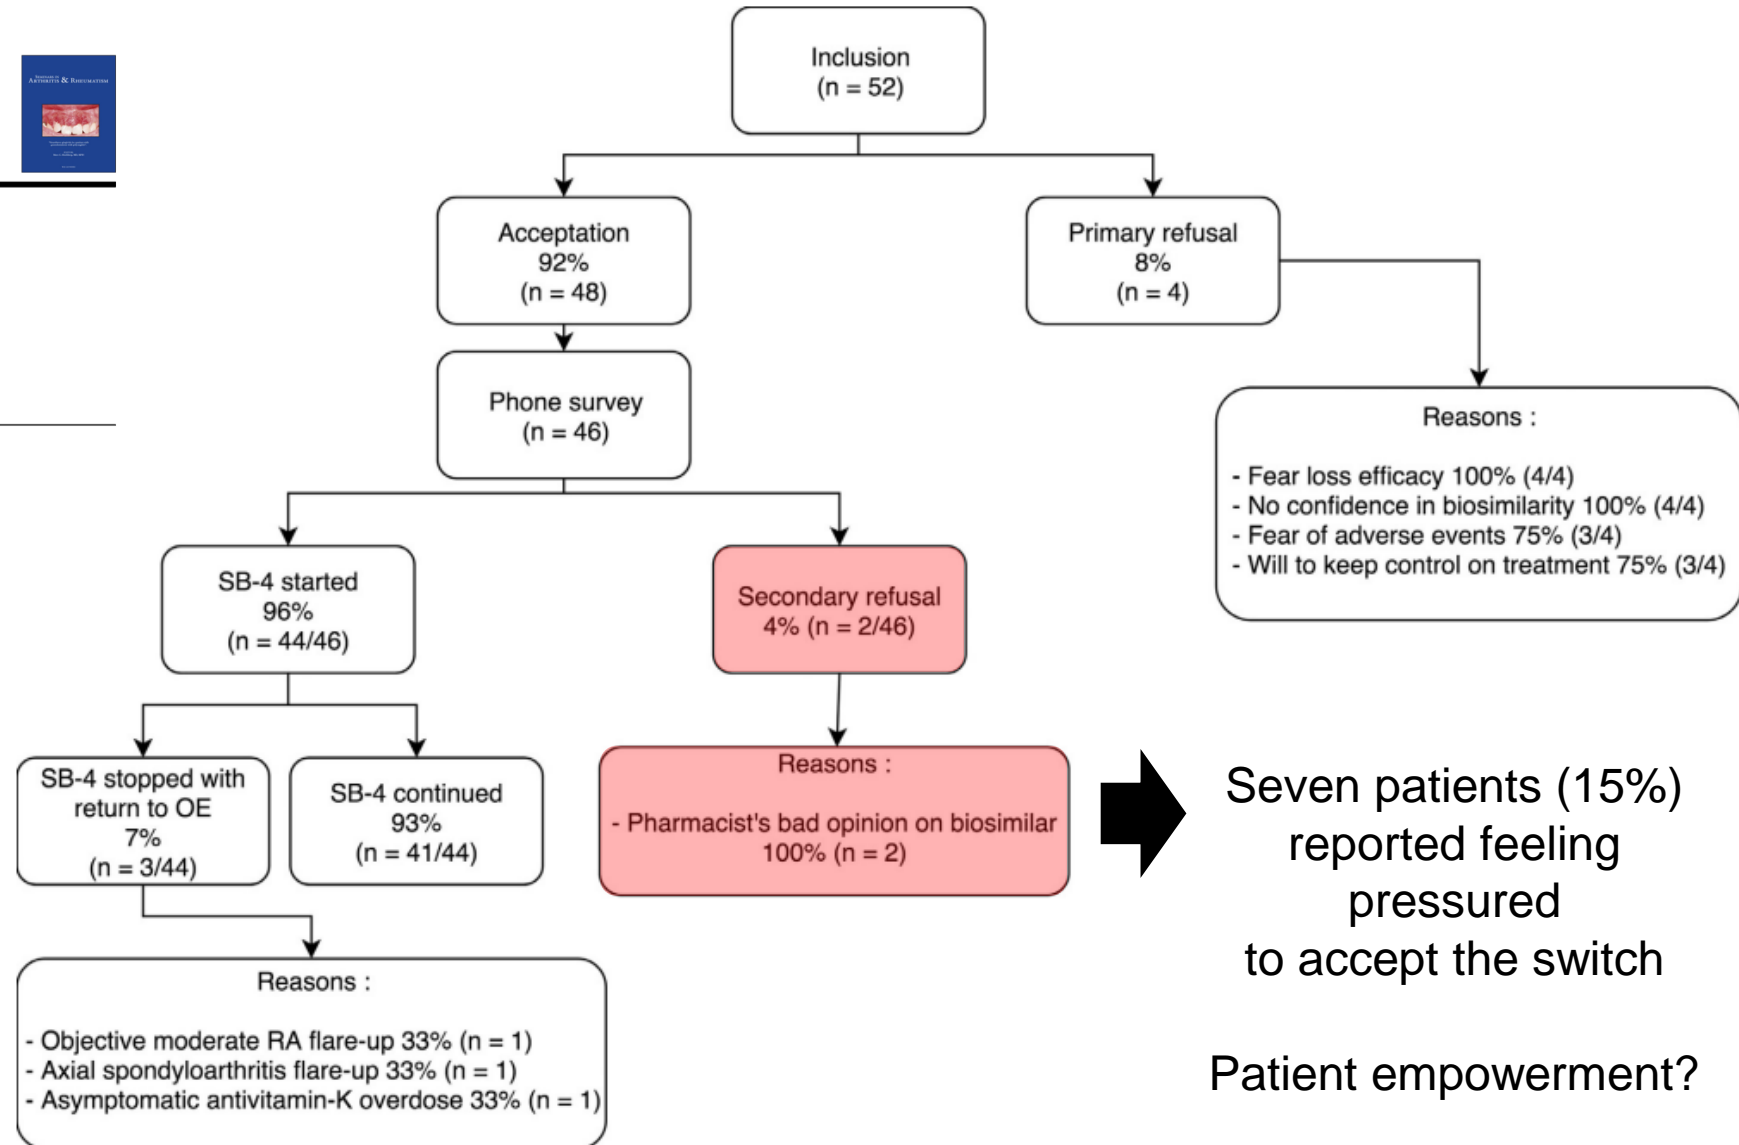 ARTHRITIS & RHEUMATISM
Inclusion
(n = 52)
Acceptation
92%
(n = 48)
Primary refusal
8%
(n = 4)
Phone survey
(n = 46)
Reasons :
- Fear loss efficacy 100% (4/4)
- No confidence in biosimilarity 100% (4/4)
- Fear of adverse events 75% (3/4)
- Will to keep control on treatment 75% (3/4)
SB-4 started
96%
(n = 44/46)
Secondary refusal
4% (n = 2/46)
SB-4 stopped with
return to OE
7%
(n = 3/44)
SB-4 continued
93%
(n = 41/44)
Reasons :
- Pharmacist's bad opinion on biosimilar
100% (n = 2)
Seven patients (15%)
reported feeling
pressured
to accept the switch
Patient empowerment?
Reasons :
- Objective moderate RA flare-up 33% (n = 1)
- Axial spondyloarthritis flare-up 33% (n = 1)
- Asymptomatic antivitamin-K overdose 33% (n = 1)